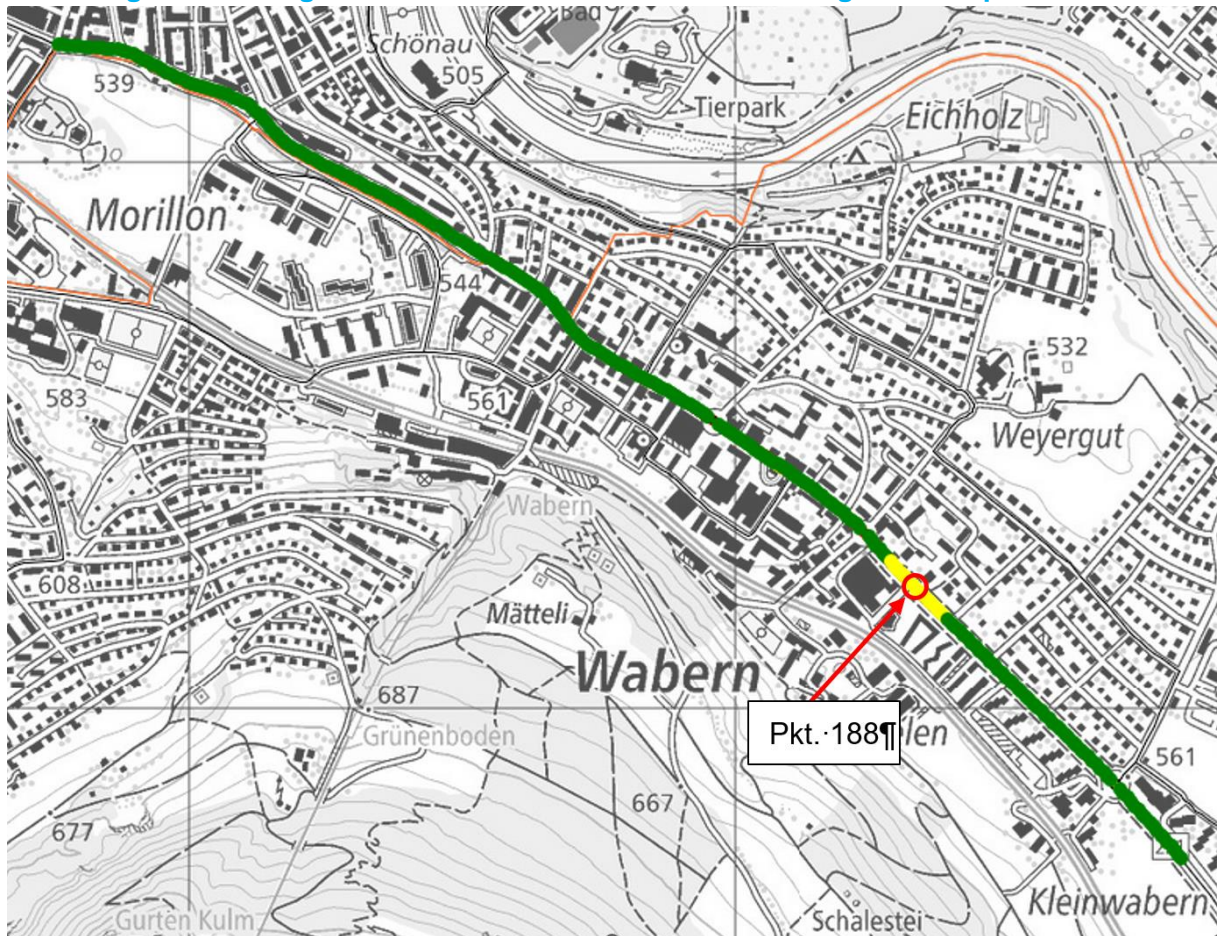 Bad
Schönau
539
505
Tierpark
Eichholz
Morillon
544
532
583
561
Weyergut
Wabern
608
Mätteli
Wabern
687
Pkt.·188¶
Grünenboden
561
667
677
Kleinwabern
Gurten Kulm
Schalestei